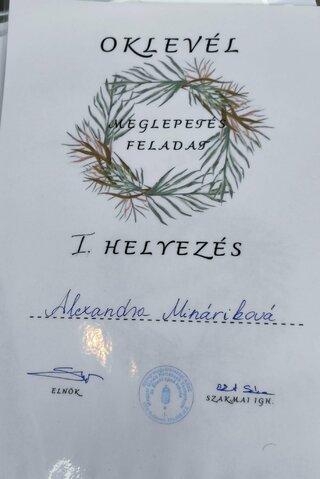 OKLEVÉL
MEGLEPETÉS
FELADAT
I. HELYEZÉS
Alexandra Mináriková
ELNÖK
SZAKMAI IGH.